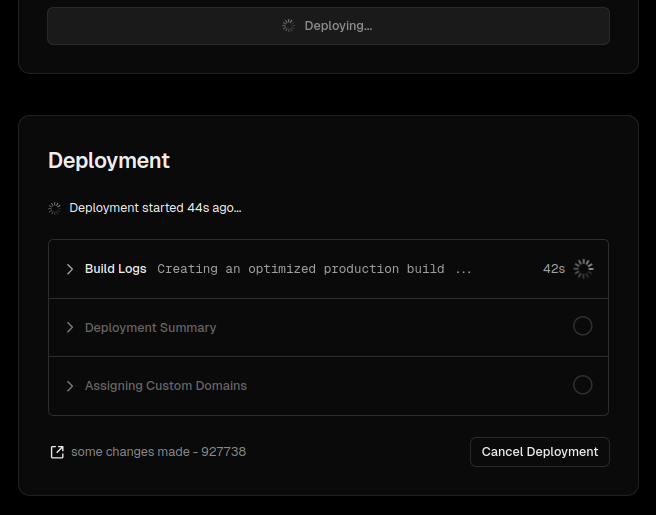 Deploying...
Deployment
Deployment started 44s ago...
Build Logs Creating an optimized production build ... 42s
Deployment Summary
Assigning Custom Domains
some changes made - 927738 Cancel Deployment